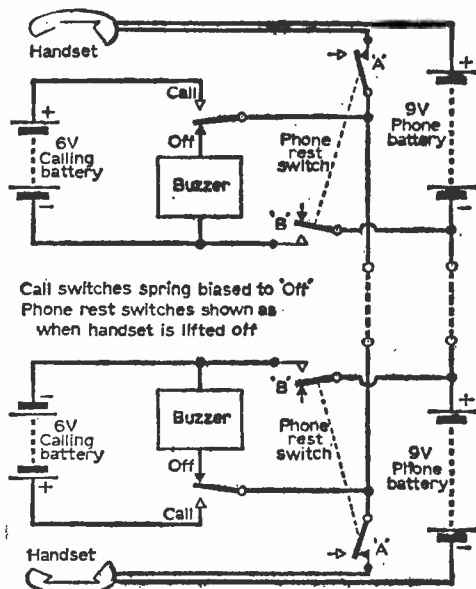 Handset
"A"
+
Call
+
6V
Calling
battery
Off
Phone
rest
switch
9V
Phone
battery
Buzzer
−
"B"
−
Call switches spring biased to "Off"
Phone rest switches shown as
when handset is lifted off
"B"
−
6V
Calling
battery
+
Buzzer
Off
Phone
rest
switch
+
9V
Phone
battery
−
Call
"A"
Handset